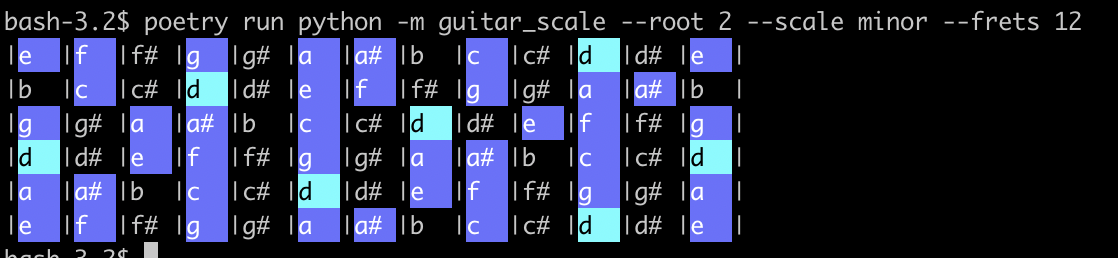 bash-3.2$ poetry run python -m guitar_scale --root 2 --scale minor --frets 12
|e  |f  |f# |g  |g# |a  |a# |b  |c  |c# |d  |d# |e  |
|b  |c  |c# |d  |d# |e  |f  |f# |g  |g# |a  |a# |b  |
|g  |g# |a  |a# |b  |c  |c# |d  |d# |e  |f  |f# |g  |
|d  |d# |e  |f  |f# |g  |g# |a  |a# |b  |c  |c# |d  |
|a  |a# |b  |c  |c# |d  |d# |e  |f  |f# |g  |g# |a  |
|e  |f  |f# |g  |g# |a  |a# |b  |c  |c# |d  |d# |e  |
bash-3.2$